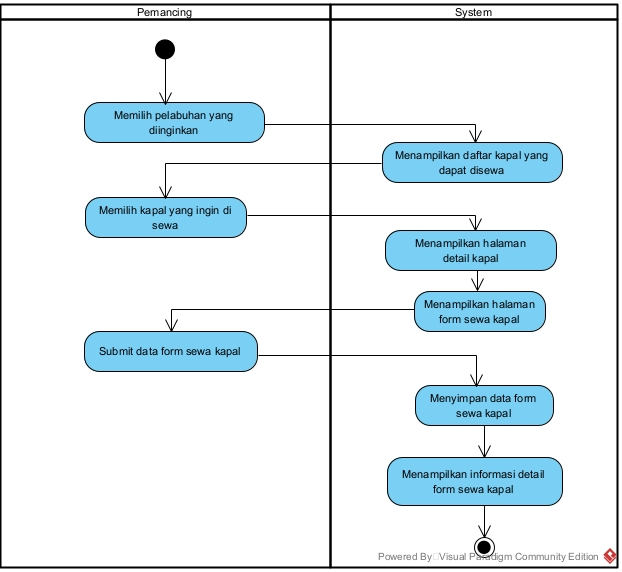 Pemancing
System
Memilih pelabuhan yang
diinginkan
Menampilkan daftar kapal yang
dapat disewa
Memilih kapal yang ingin di
sewa
Menampilkan halaman
detail kapal
Menampilkan halaman
form sewa kapal
Submit data form sewa kapal
Menyimpan data form
sewa kapal
Menampilkan informasi detail
form sewa kapal
Powered By Visual Paradigm Community Edition